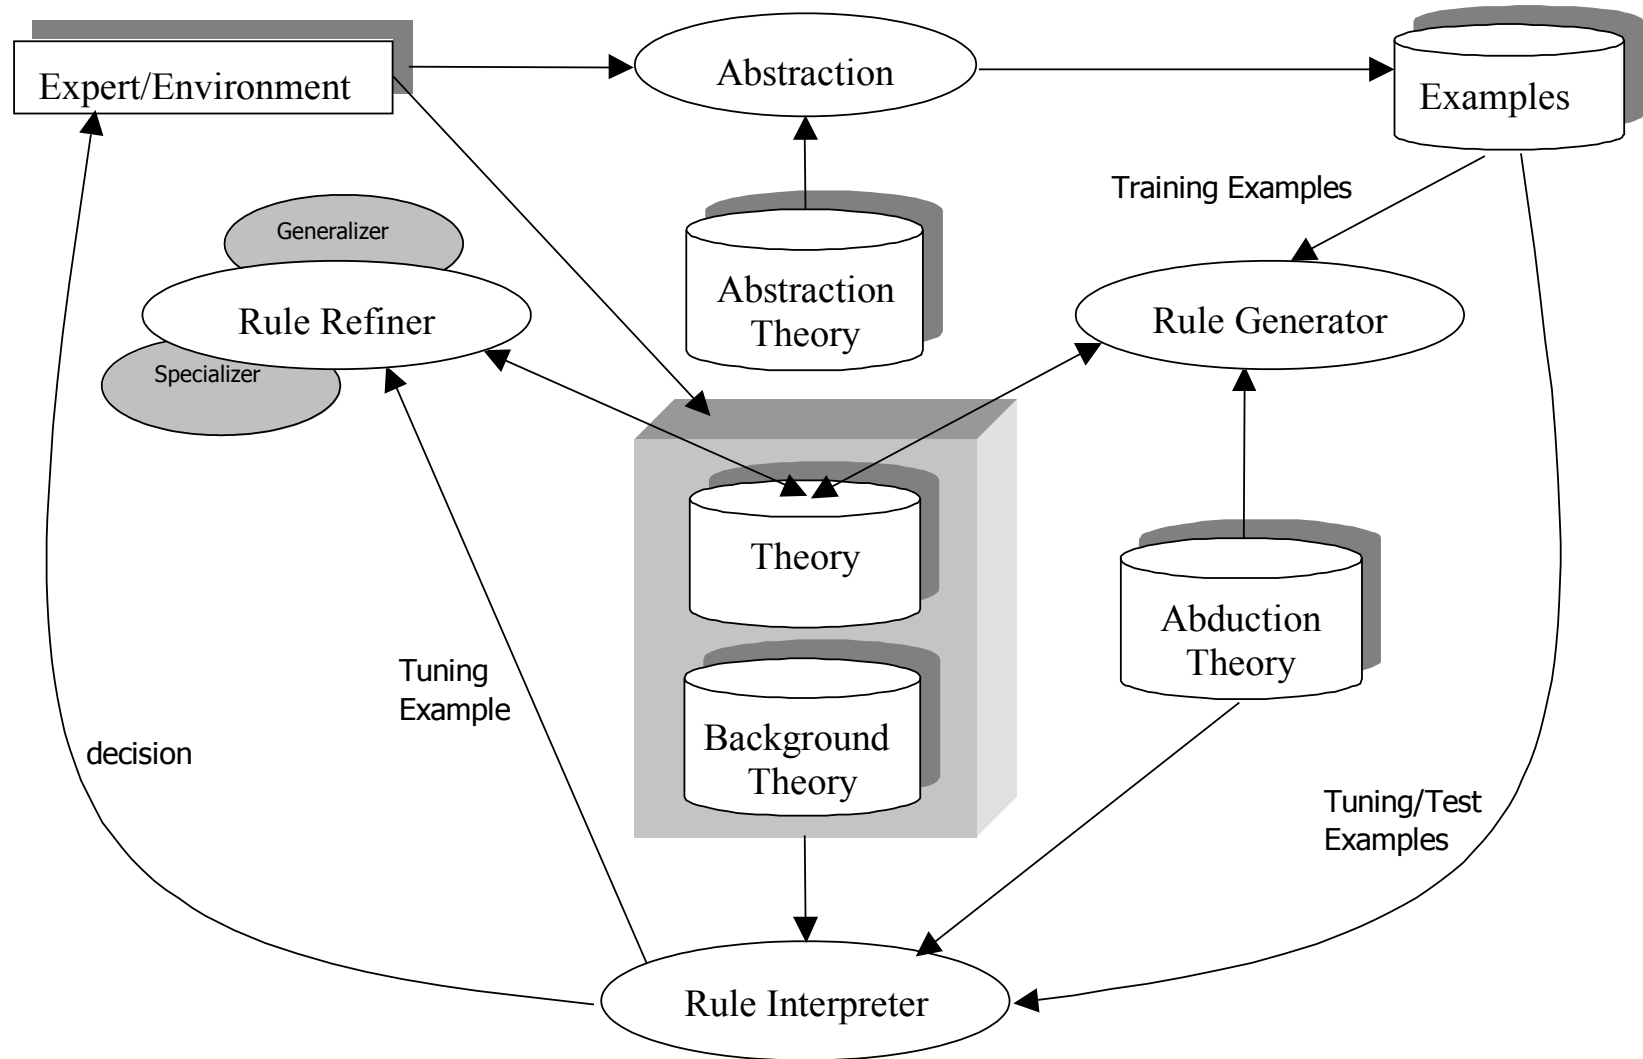 Expert/Environment
Abstraction
Examples
Training Examples
Generalizer
Rule Refiner
Specializer
Abstraction
Theory
Rule Generator
Theory
Abduction
Theory
Tuning
Example
Background
Theory
decision
Tuning/Test
Examples
Rule Interpreter